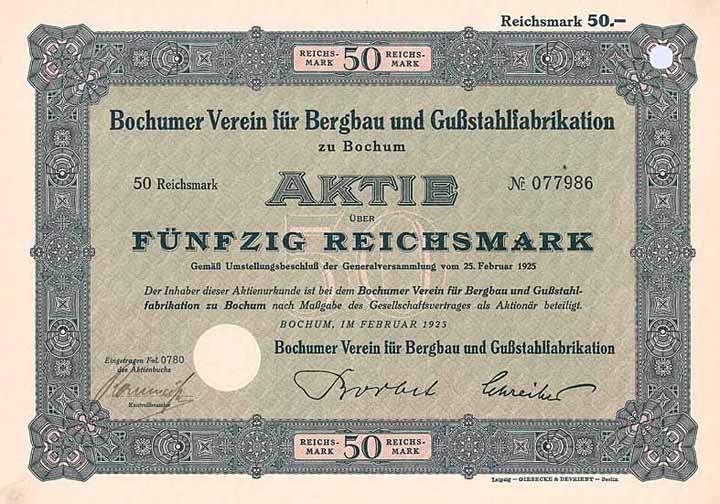 Reichsmark 50.—
REICHS-MARK 50 REICHS-MARK
Bochumer Verein für Bergbau und Gußstahlfabrikation
zu Bochum
50 Reichsmark AKTIE № 077986
ÜBER
FÜNFZIG REICHSMARK
Gemäß Umstellungsbeschluß der Generalversammlung vom 25. Februar 1925
Der Inhaber dieser Aktienurkunde ist bei dem Bochumer Verein für Bergbau und Gußstahl-
fabrikation zu Bochum nach Maßgabe des Gesellschaftsvertrages als Aktionär beteiligt.
BOCHUM, IM FEBRUAR 1925
Bochumer Verein für Bergbau und Gußstahlfabrikation
Eingetragen Fol. 0780
des Aktienbuchs
Kontrollbeamter
Borbet Schreiber
REICHS-MARK 50 REICHS-MARK
Leipzig — GIESECKE & DEVRIENT — Berlin